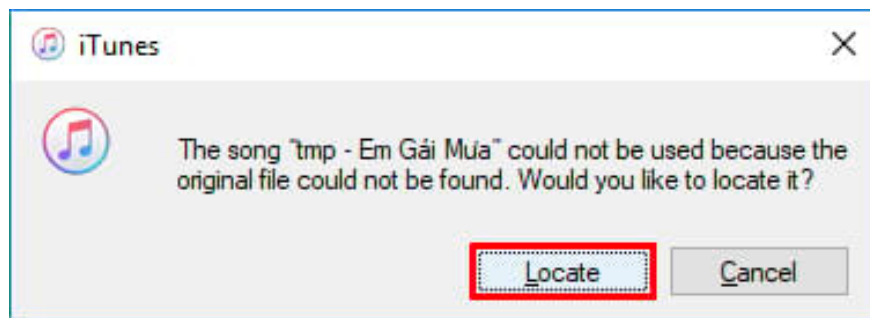 iTunes
The song "tmp - Em Gái Mưa" could not be used because the
original file could not be found. Would you like to locate it?
Locate
Cancel